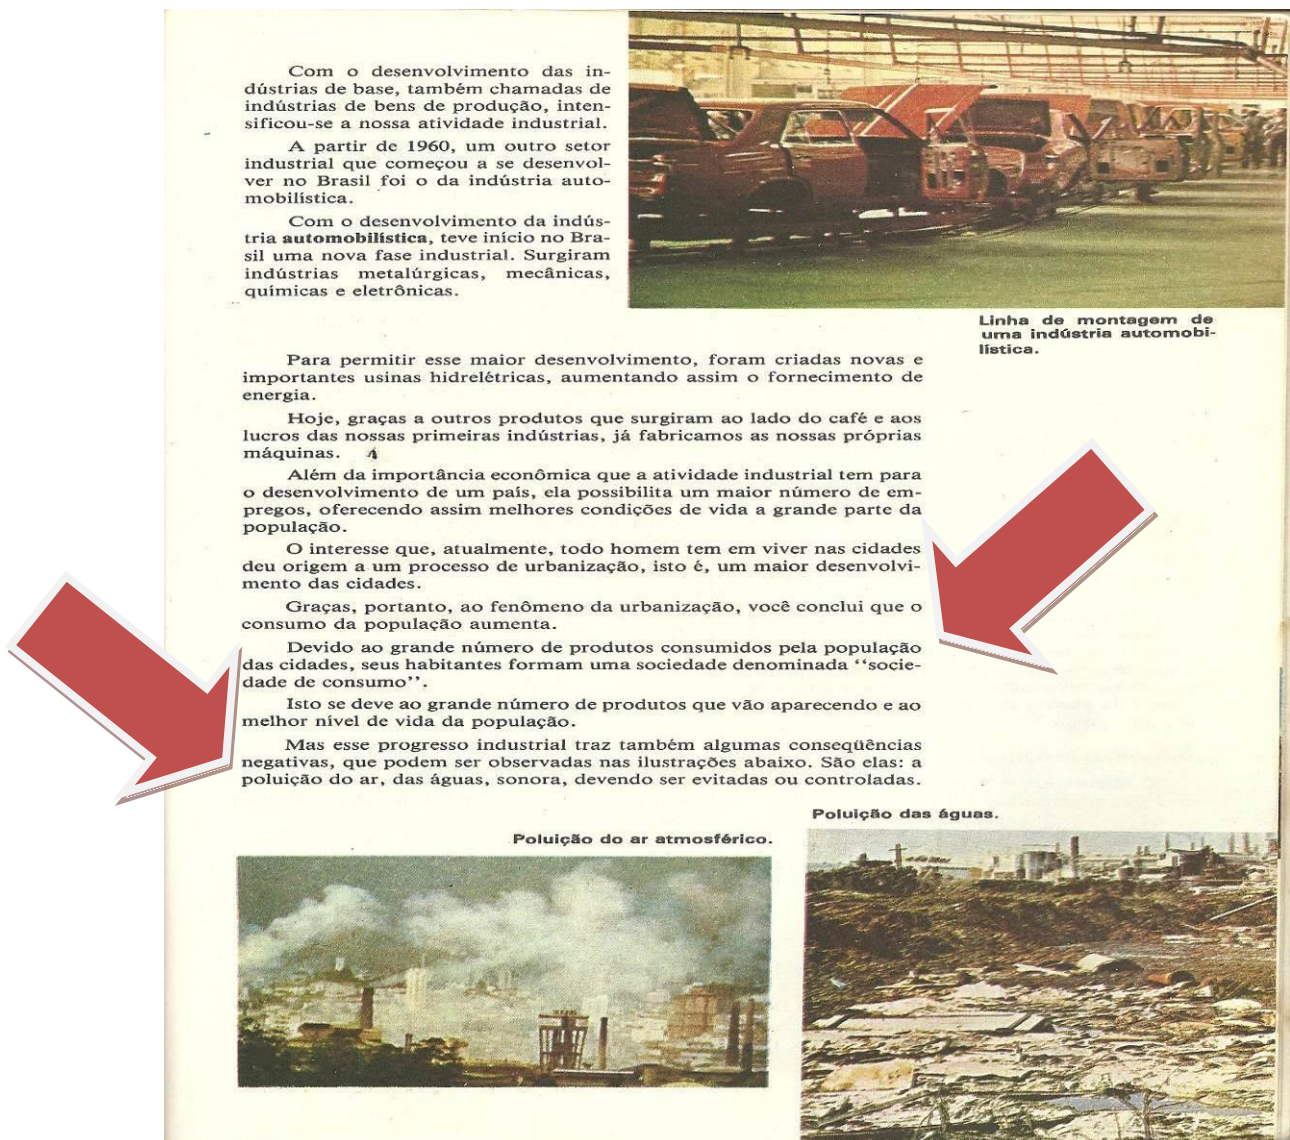 Com o desenvolvimento das in-
dústrias de base, também chamadas de
indústrias de bens de produção, inten-
sificou-se a nossa atividade industrial.
A partir de 1960, um outro setor
industrial que começou a se desenvol-
ver no Brasil foi o da indústria auto-
mobilística.
Com o desenvolvimento da indús-
tria automobilística, teve início no Bra-
sil uma nova fase industrial. Surgiram
indústrias metalúrgicas, mecânicas,
químicas e eletrônicas.
Linha de montagem de
uma indústria automobi-
lística.
Para permitir esse maior desenvolvimento, foram criadas novas e
importantes usinas hidrelétricas, aumentando assim o fornecimento de
energia.
Hoje, graças a outros produtos que surgiram ao lado do café e aos
lucros das nossas primeiras indústrias, já fabricamos as nossas próprias
máquinas.
Além da importância econômica que a atividade industrial tem para
o desenvolvimento de um país, ela possibilita um maior número de em-
pregos, oferecendo assim melhores condições de vida a grande parte da
população.
O interesse que, atualmente, todo homem tem em viver nas cidades
deu origem a um processo de urbanização, isto é, um maior desenvolvi-
mento das cidades.
Graças, portanto, ao fenômeno da urbanização, você conclui que o
consumo da população aumenta.
Devido ao grande número de produtos consumidos pela população
das cidades, seus habitantes formam uma sociedade denominada “socie-
dade de consumo”.
Isto se deve ao grande número de produtos que vão aparecendo e ao
melhor nível de vida da população.
Mas esse progresso industrial traz também algumas conseqüências
negativas, que podem ser observadas nas ilustrações abaixo. São elas: a
poluição do ar, das águas, sonora, devendo ser evitadas ou controladas.
Poluição do ar atmosférico.
Poluição das águas.